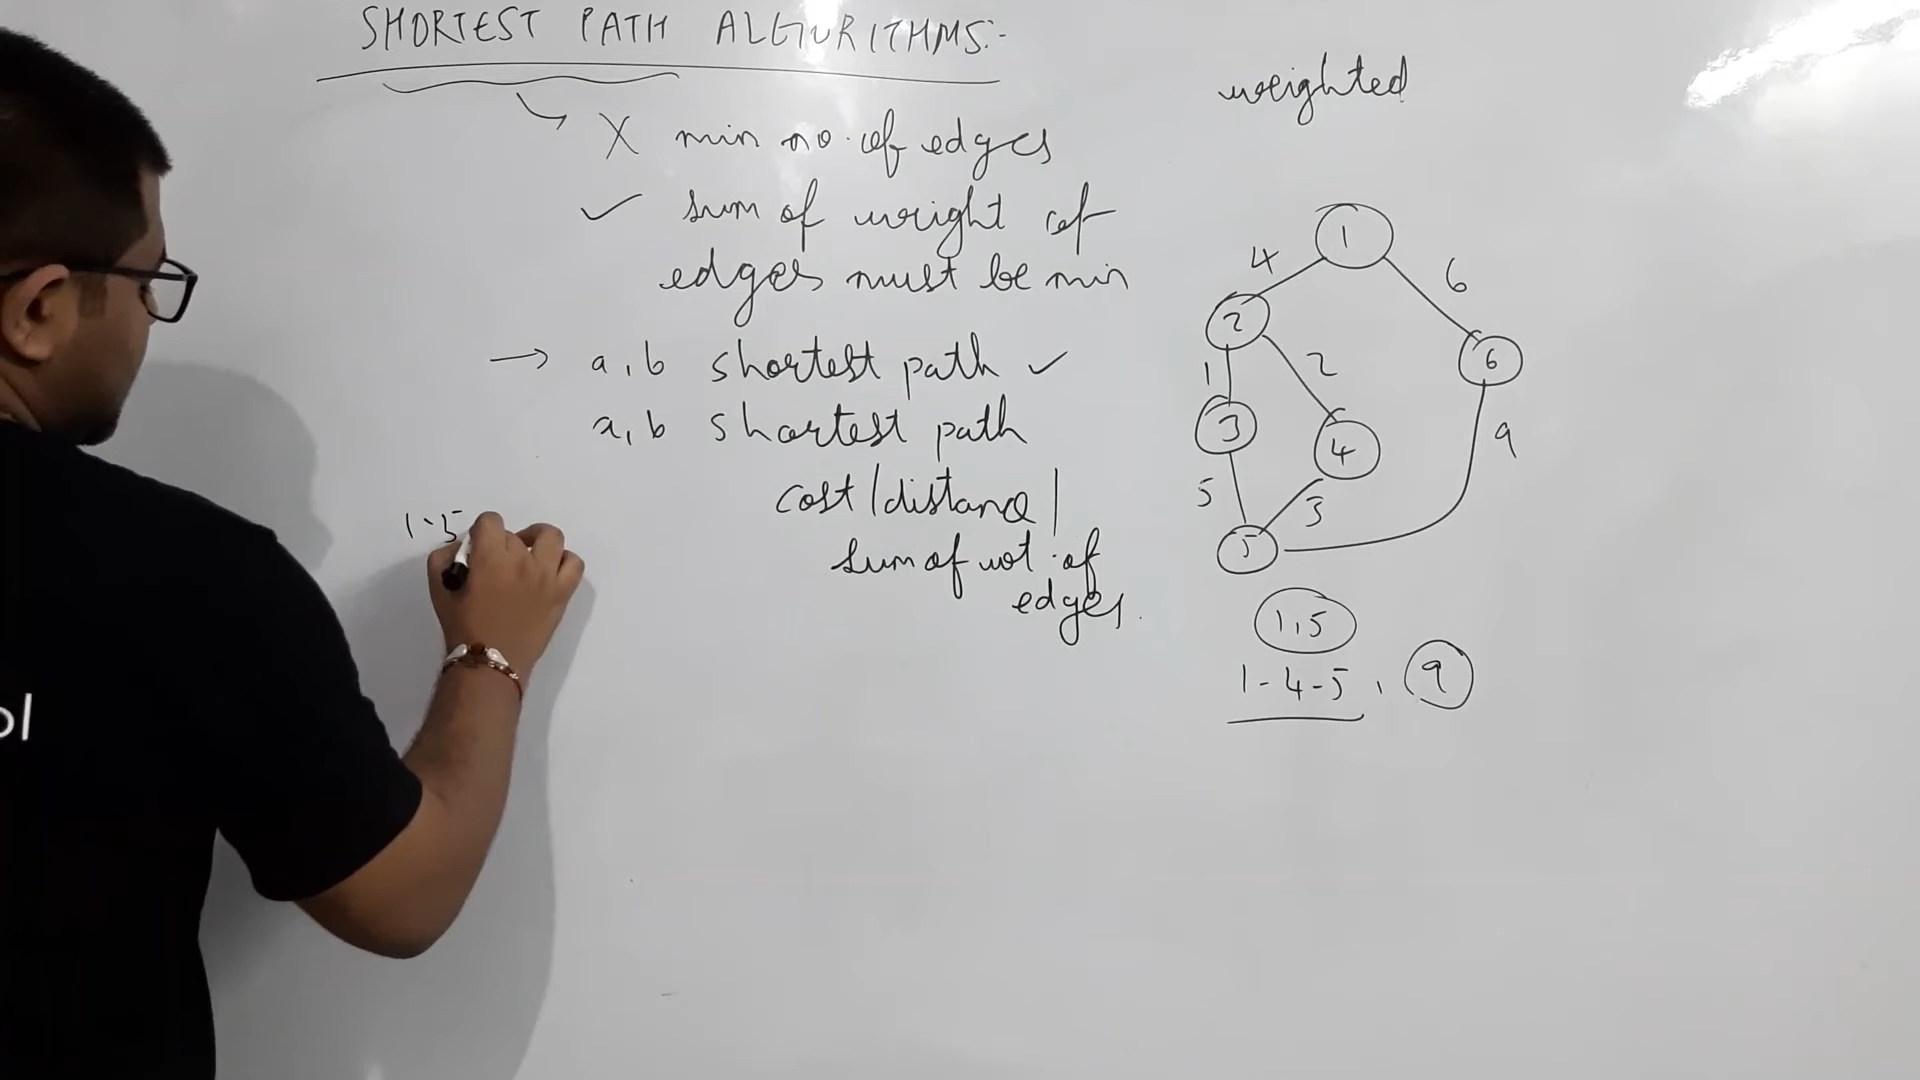 SHORTEST PATH ALGORITHMS:-
X min no. of edges
✓ sum of weight of
edges must be min
→ a,b shortest path ✓
a,b shortest path
cost/distance/
sum of wt. of
edges.
1-5
ol
weighted
1
4
6
2
1
2
6
3
4
9
5
3
5
1,5
1-4-5, 9